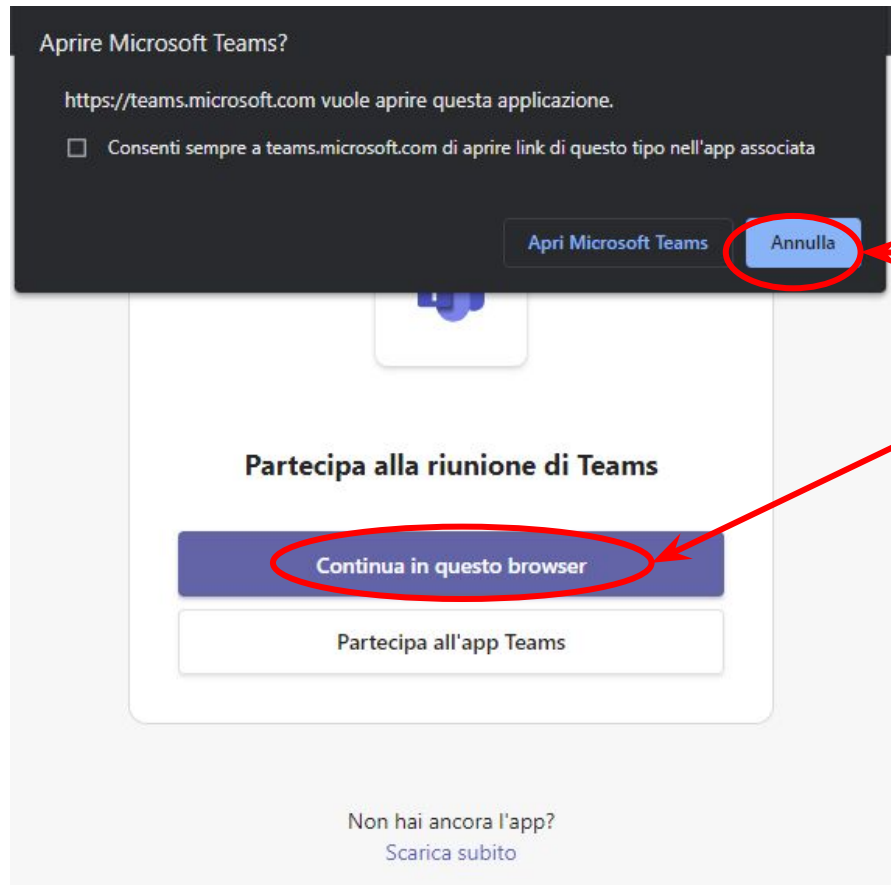 Aprire Microsoft Teams?
https://teams.microsoft.com vuole aprire questa applicazione.
Consenti sempre a teams.microsoft.com di aprire link di questo tipo nell'app associata
Apri Microsoft Teams Annulla
Partecipa alla riunione di Teams
Continua in questo browser
Partecipa all'app Teams
Non hai ancora l'app?
Scarica subito